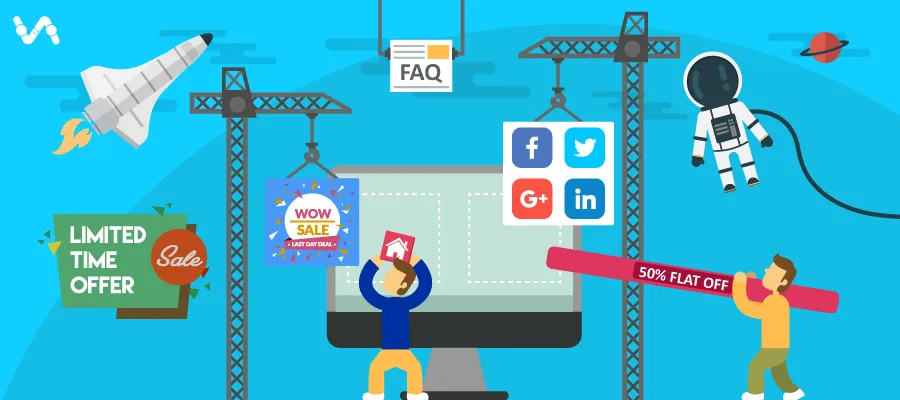 FAQ
f
G+
in
WOW
SALE
LAST DAY DEAL
LIMITED
TIME
OFFER
Sale
50% FLAT OFF